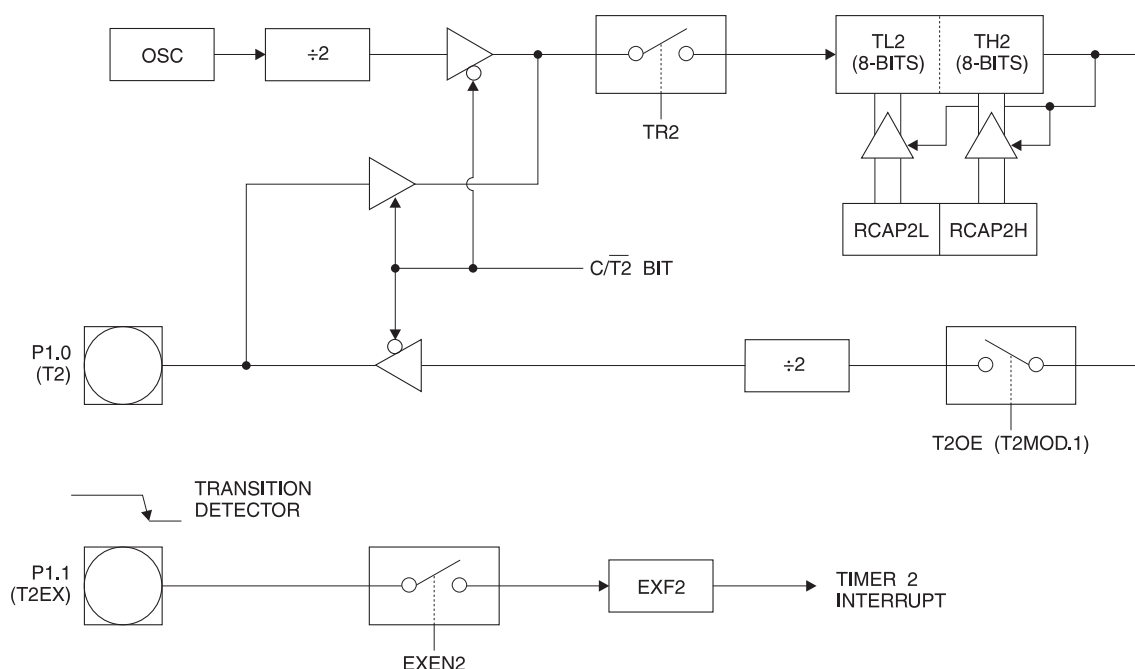 OSC
÷2
TL2
(8-BITS)
TH2
(8-BITS)
TR2
RCAP2L
RCAP2H
C/T̅2̅ BIT
P1.0
(T2)
÷2
T2OE (T2MOD.1)
TRANSITION
DETECTOR
P1.1
(T2EX)
EXF2
TIMER 2
INTERRUPT
EXEN2